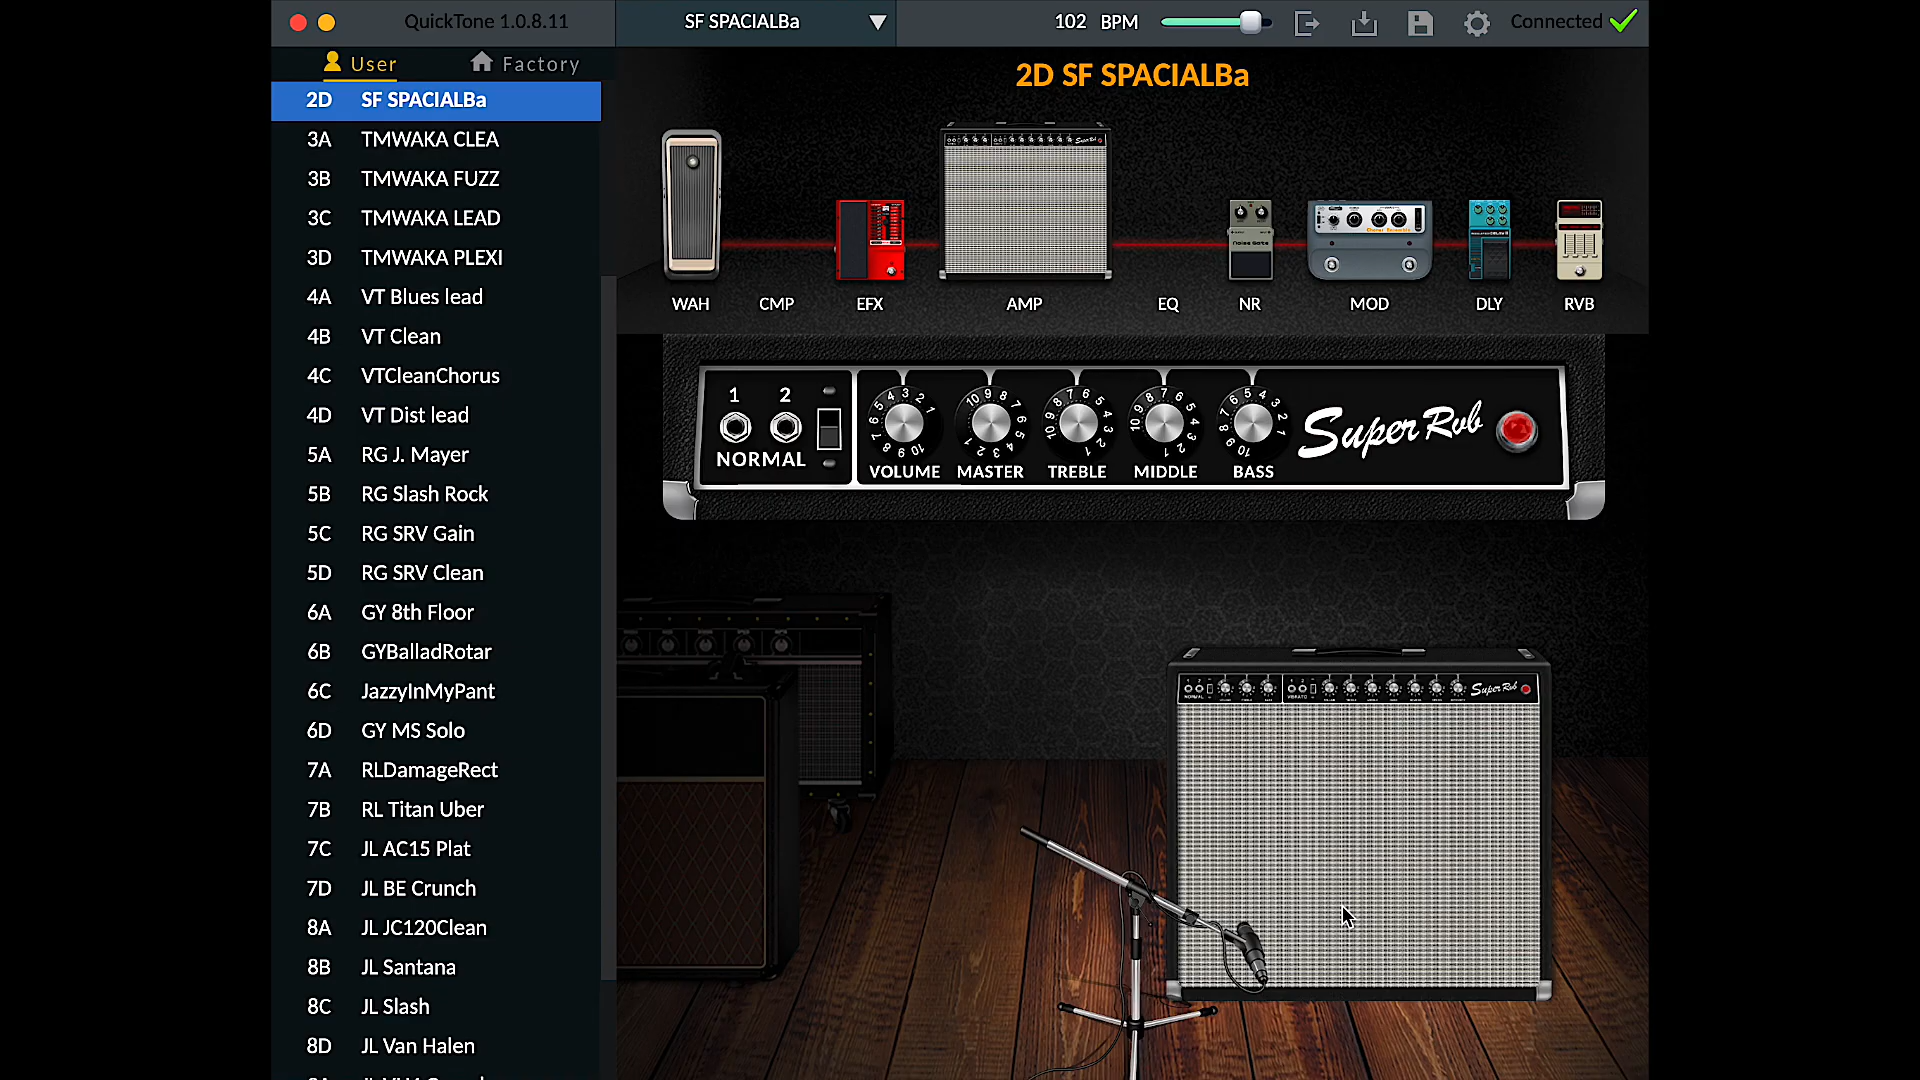 QuickTone 1.0.8.11
SF SPACIALBa
102 BPM
Connected
User
Factory
2D SF SPACIALBa
2D SF SPACIALBa
3A TMWAKA CLEA
3B TMWAKA FUZZ
3C TMWAKA LEAD
3D TMWAKA PLEXI
4A VT Blues lead
4B VT Clean
4C VTCleanChorus
4D VT Dist lead
5A RG J. Mayer
5B RG Slash Rock
5C RG SRV Gain
5D RG SRV Clean
6A GY 8th Floor
6B GYBalladRotar
6C JazzyInMyPant
6D GY MS Solo
7A RLDamageRect
7B RL Titan Uber
7C JL AC15 Plat
7D JL BE Crunch
8A JL JC120Clean
8B JL Santana
8C JL Slash
8D JL Van Halen
Noise Gate
WAH CMP EFX AMP EQ NR MOD DLY RVB
1 2
NORMAL
VOLUME MASTER TREBLE MIDDLE BASS
Super Rvb
Super Rvb